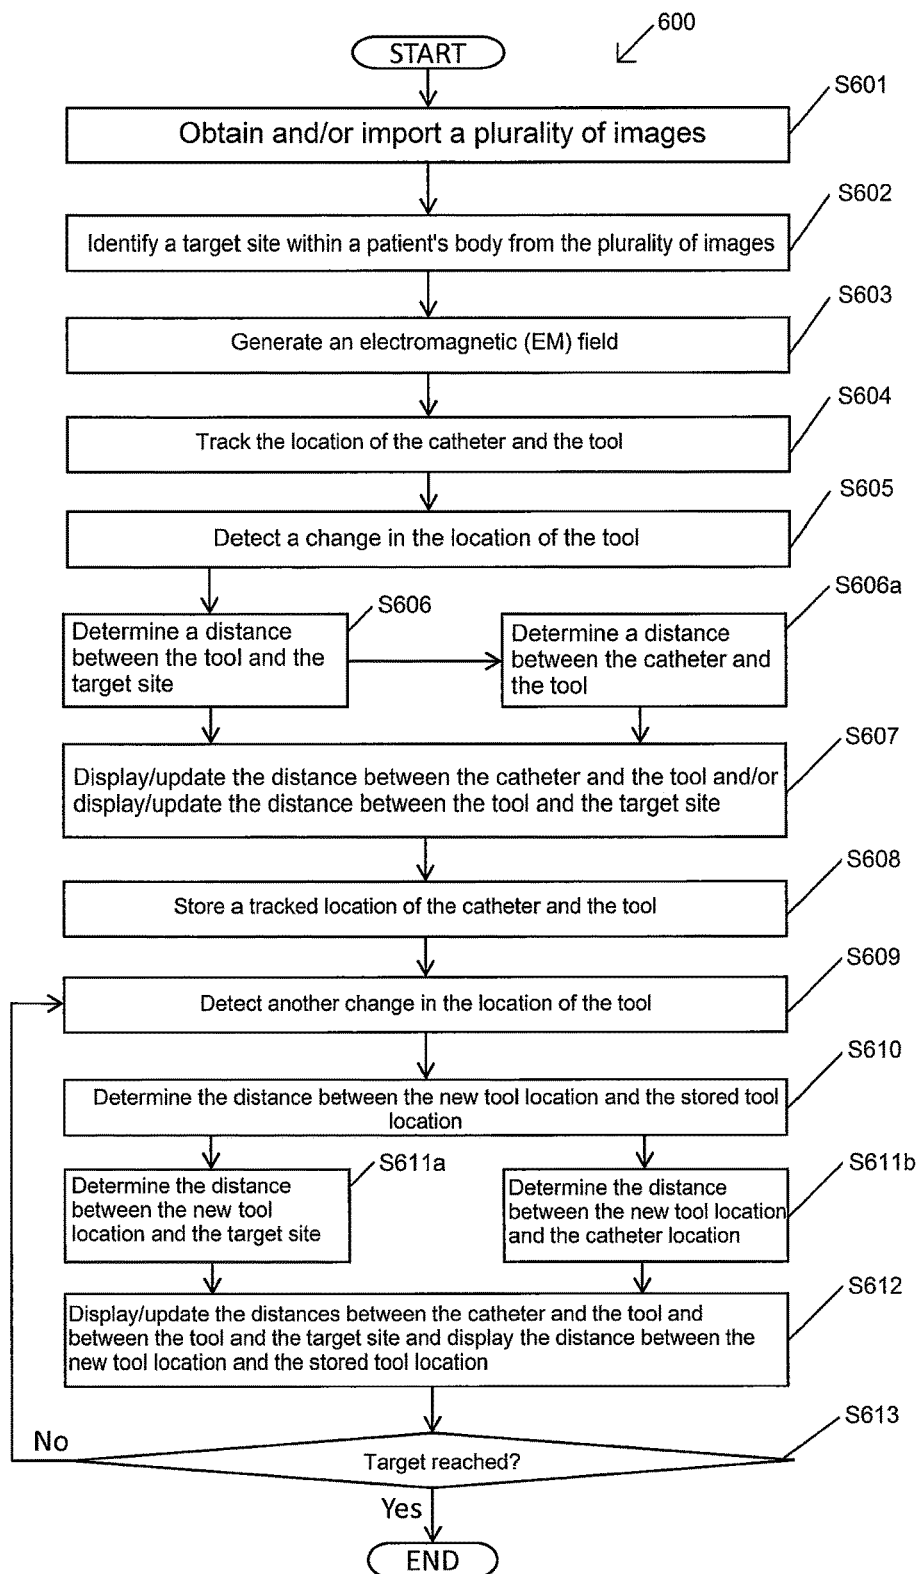 600
START
S601
Obtain and/or import a plurality of images
S602
Identify a target site within a patient's body from the plurality of images
S603
Generate an electromagnetic (EM) field
S604
Track the location of the catheter and the tool
S605
Detect a change in the location of the tool
S606
Determine a distance
between the tool and the
target site
S606a
Determine a distance
between the catheter and
the tool
S607
Display/update the distance between the catheter and the tool and/or
display/update the distance between the tool and the target site
S608
Store a tracked location of the catheter and the tool
S609
Detect another change in the location of the tool
S610
Determine the distance between the new tool location and the stored tool
location
S611a
Determine the distance
between the new tool
location and the target site
S611b
Determine the distance
between the new tool location
and the catheter location
S612
Display/update the distances between the catheter and the tool and
between the tool and the target site and display the distance between the
new tool location and the stored tool location
S613
No
Target reached?
Yes
END